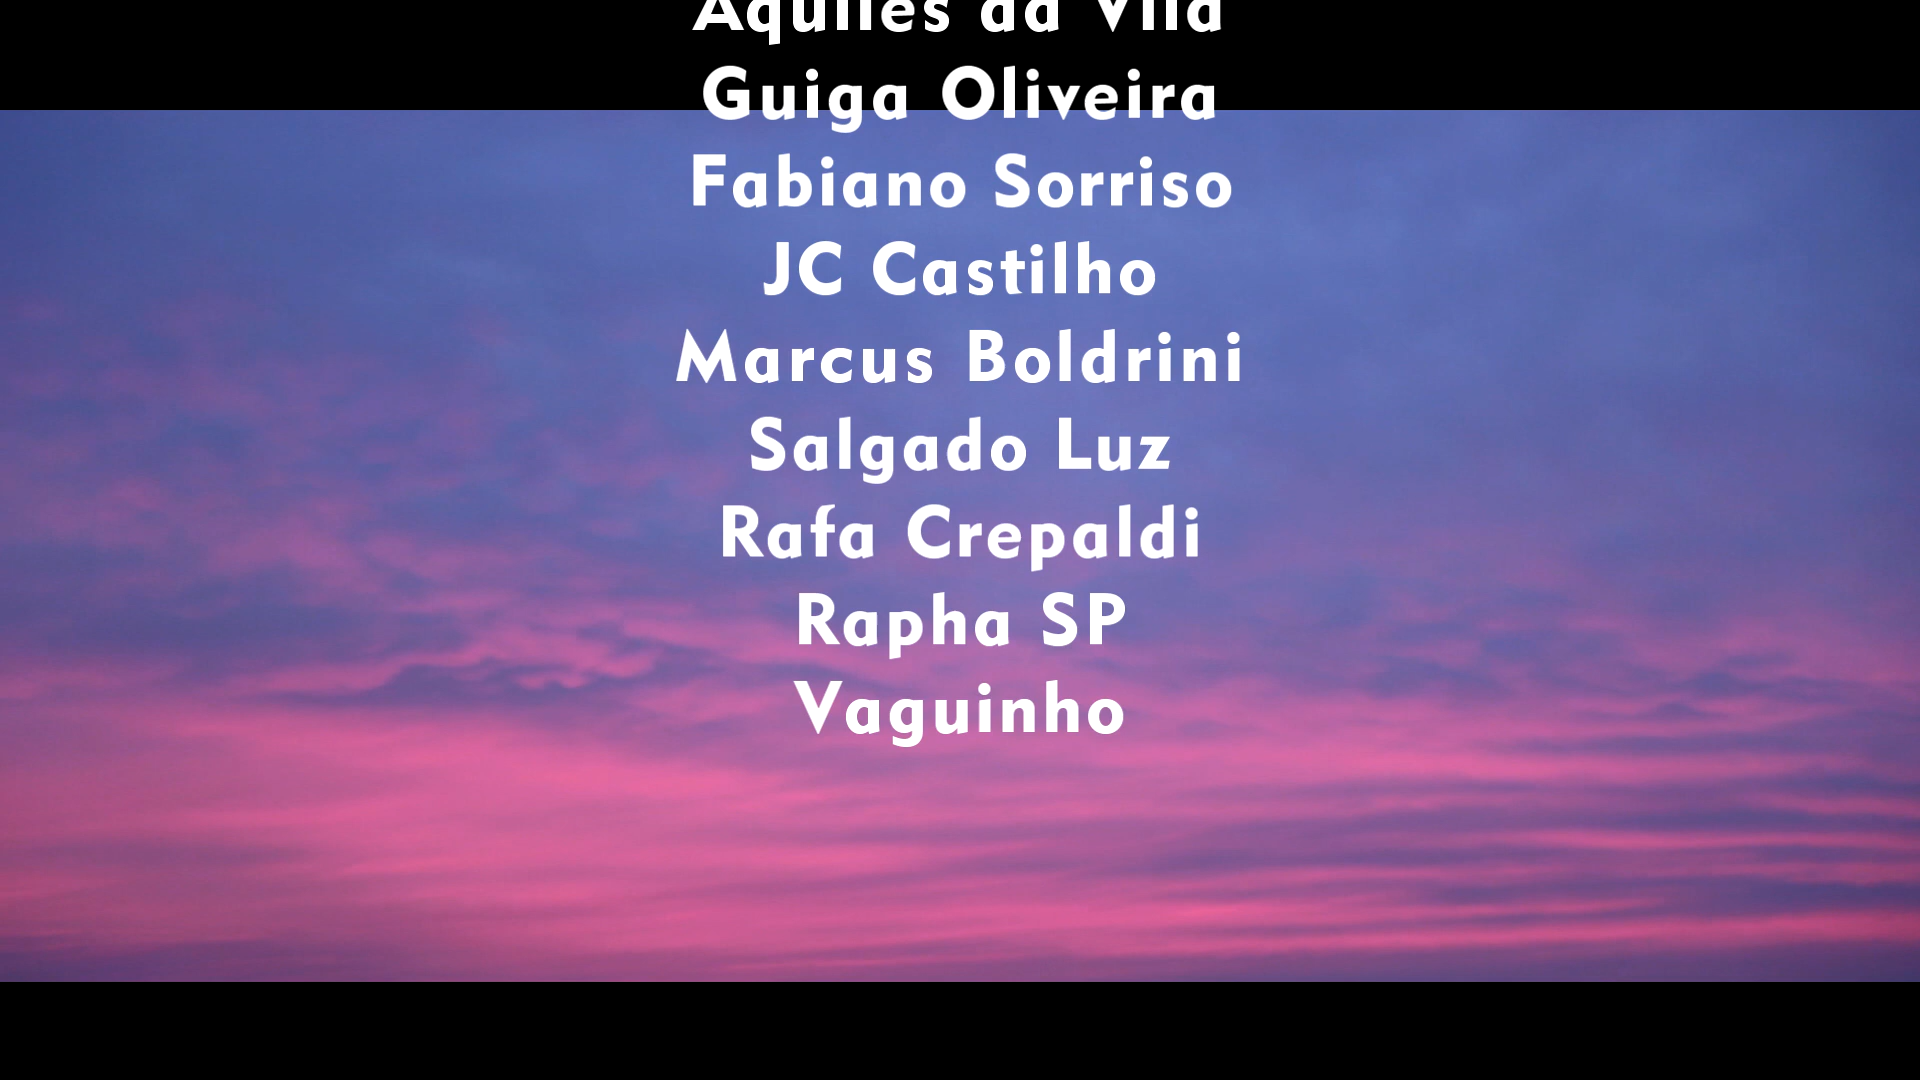 Aquiles da Vila
Guiga Oliveira
Fabiano Sorriso
JC Castilho
Marcus Boldrini
Salgado Luz
Rafa Crepaldi
Rapha SP
Vaguinho